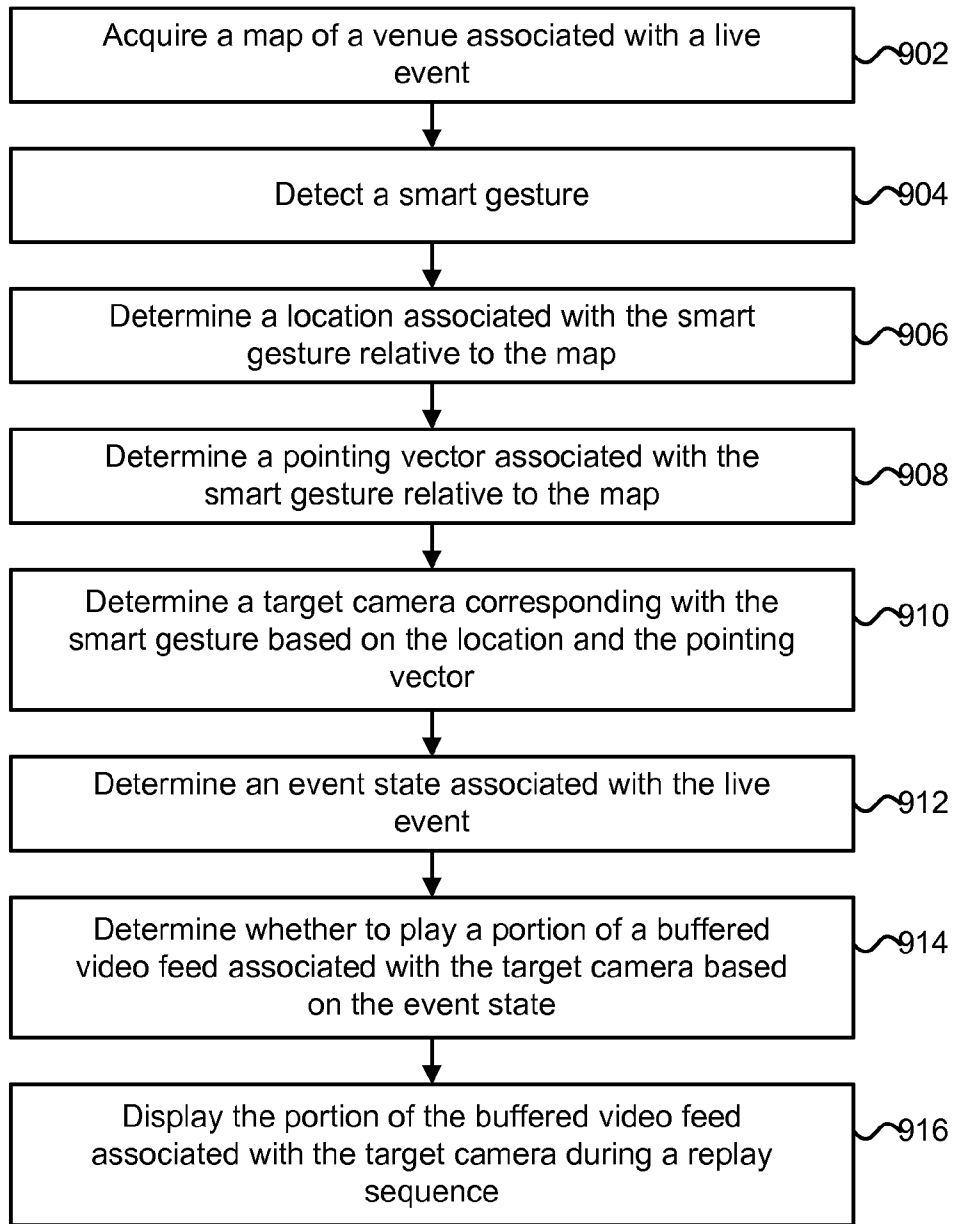 Acquire a map of a venue associated with a live
event
902
Detect a smart gesture
904
Determine a location associated with the smart
gesture relative to the map
906
Determine a pointing vector associated with the
smart gesture relative to the map
908
Determine a target camera corresponding with the
smart gesture based on the location and the pointing
vector
910
Determine an event state associated with the live
event
912
Determine whether to play a portion of a buffered
video feed associated with the target camera based
on the event state
914
Display the portion of the buffered video feed
associated with the target camera during a replay
sequence
916